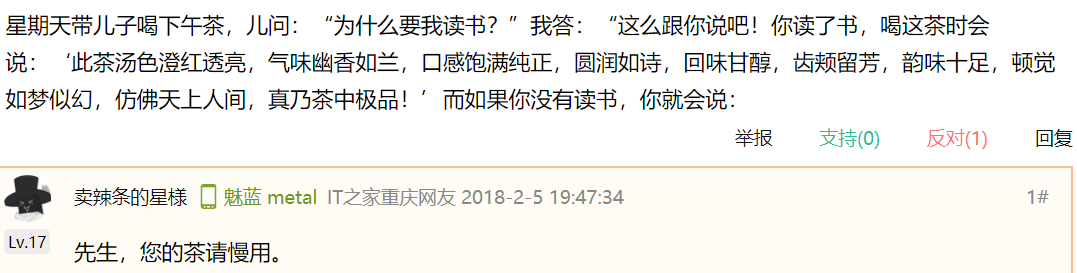 星期天带儿子喝下午茶，儿问：“为什么要我读书？”我答：“这么跟你说吧！你读了书，喝这茶时会
说：‘此茶汤色澄红透亮，气味幽香如兰，口感饱满纯正，圆润如诗，回味甘醇，齿颊留芳，韵味十足，顿觉
如梦似幻，仿佛天上人间，真乃茶中极品！’而如果你没有读书，你就会说：
举报 支持(0) 反对(1) 回复
卖辣条的星様 魅蓝 metal IT之家重庆网友 2018-2-5 19:47:34 1#
Lv.17
先生，您的茶请慢用。